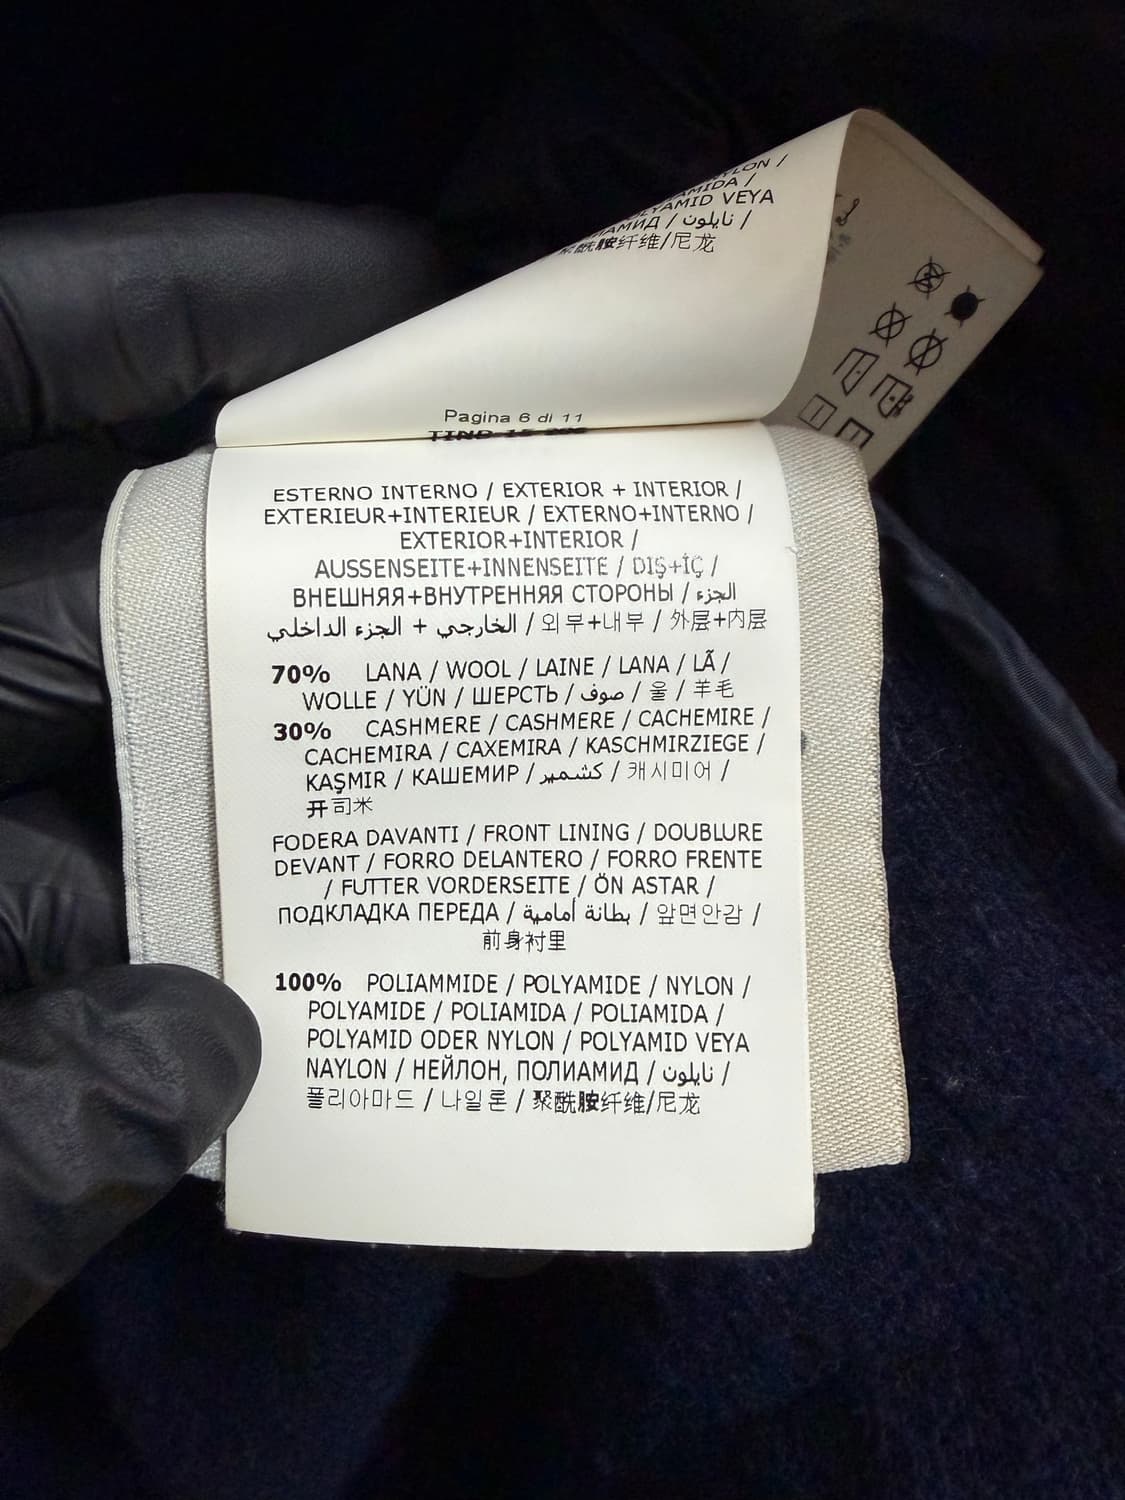 YLON /
AMIDA /
LYAMID VEYA
ИАМИД / نايلون /
聚酰胺纤维/尼龙
Pagina 6 di 11
ESTERNO INTERNO / EXTERIOR + INTERIOR /
EXTERIEUR+INTERIEUR / EXTERNO+INTERNO /
EXTERIOR+INTERIOR /
AUSSENSEITE+INNENSEITE / DIŞ+İÇ /
ВНЕШНЯЯ+ВНУТРЕННЯЯ СТОРОНЫ / الجزء
الخارجي + الجزء الداخلي / 외부+내부 / 外层+内层
70% LANA / WOOL / LAINE / LANA / LÃ /
WOLLE / YÜN / ШЕРСТЬ / صوف / 울 / 羊毛
30% CASHMERE / CASHMERE / CACHEMIRE /
CACHEMIRA / CAXEMIRA / KASCHMIRZIEGE /
KAŞMIR / КАШЕМИР / كشمير / 캐시미어 /
开司米
FODERA DAVANTI / FRONT LINING / DOUBLURE
DEVANT / FORRO DELANTERO / FORRO FRENTE
/ FUTTER VORDERSEITE / ÖN ASTAR /
ПОДКЛАДКА ПЕРЕДА / بطانة أمامية / 앞면안감 /
前身衬里
100% POLIAMMIDE / POLYAMIDE / NYLON /
POLYAMIDE / POLIAMIDA / POLIAMIDA /
POLYAMID ODER NYLON / POLYAMID VEYA
NAYLON / НЕЙЛОН, ПОЛИАМИД / نايلون /
폴리아마드 / 나일론 / 聚酰胺纤维/尼龙